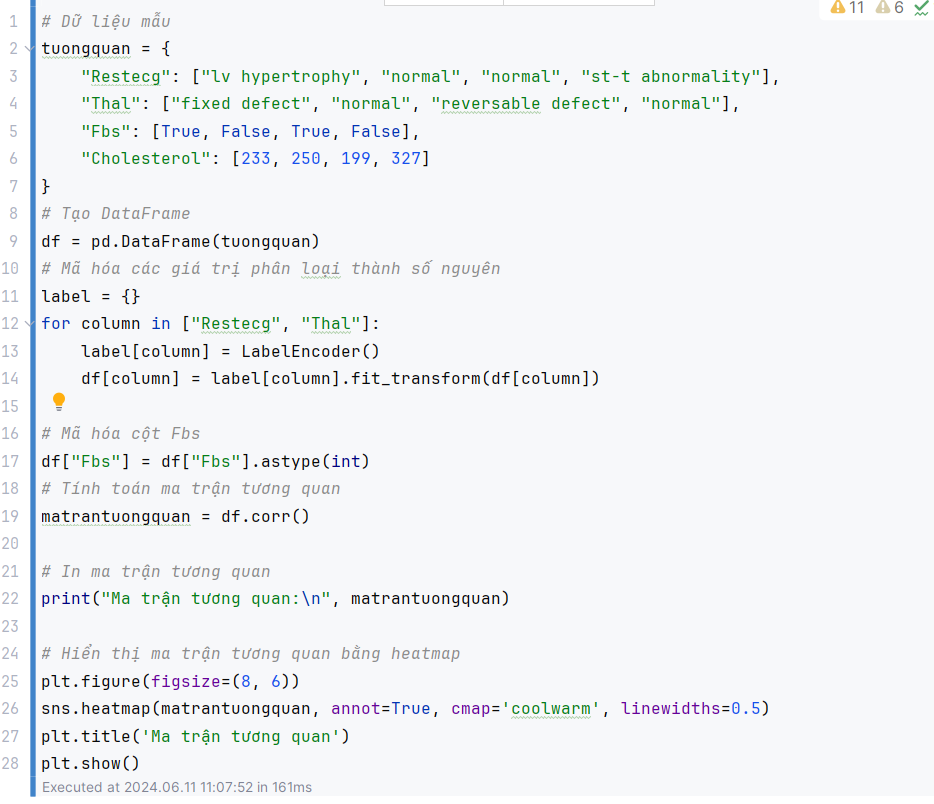 11 6
1 # Dữ liệu mẫu
2 tuongquan = {
3     "Restecg": ["lv hypertrophy", "normal", "normal", "st-t abnormality"],
4     "Thal": ["fixed defect", "normal", "reversable defect", "normal"],
5     "Fbs": [True, False, True, False],
6     "Cholesterol": [233, 250, 199, 327]
7 }
8 # Tạo DataFrame
9 df = pd.DataFrame(tuongquan)
10 # Mã hóa các giá trị phân loại thành số nguyên
11 label = {}
12 for column in ["Restecg", "Thal"]:
13     label[column] = LabelEncoder()
14     df[column] = label[column].fit_transform(df[column])
15
16 # Mã hóa cột Fbs
17 df["Fbs"] = df["Fbs"].astype(int)
18 # Tính toán ma trận tương quan
19 matrantuongquan = df.corr()
20
21 # In ma trận tương quan
22 print("Ma trận tương quan:\n", matrantuongquan)
23
24 # Hiển thị ma trận tương quan bằng heatmap
25 plt.figure(figsize=(8, 6))
26 sns.heatmap(matrantuongquan, annot=True, cmap='coolwarm', linewidths=0.5)
27 plt.title('Ma trận tương quan')
28 plt.show()
Executed at 2024.06.11 11:07:52 in 161ms